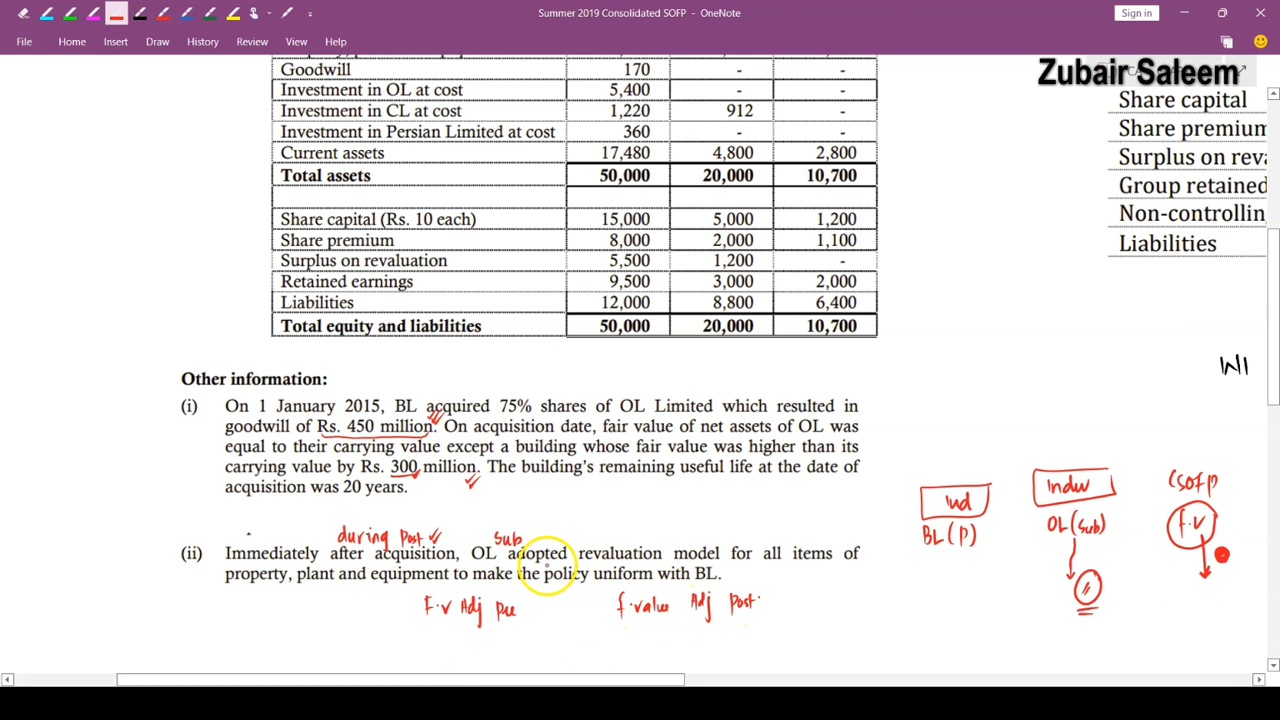 Summer 2019 Consolidated SOFP - OneNote
Sign in
File Home Insert Draw History View Help
Zubair Saleem
Goodwill 170 - -
Investment in OL at cost 5,400 - -
Investment in CL at cost 1,220 912 -
Investment in Persian Limited at cost 360 - -
Current assets 17,480 4,800 2,800
Total assets 50,000 20,000 10,700
Share capital (Rs. 10 each) 15,000 5,000 1,200
Share premium 8,000 2,000 1,100
Surplus on revaluation 5,500 1,200 -
Retained earnings 9,500 3,000 2,000
Liabilities 12,000 8,800 6,400
Total equity and liabilities 50,000 20,000 10,700
Share capital
Share premium
Surplus on reva
Group retained
Non-controllin
Liabilities
W1
Other information:
(i) On 1 January 2015, BL acquired 75% shares of OL Limited which resulted in
goodwill of Rs. 450 million. On acquisition date, fair value of net assets of OL was
equal to their carrying value except a building whose fair value was higher than its
carrying value by Rs. 300 million. The building's remaining useful life at the date of
acquisition was 20 years.
during Post sub
(ii) Immediately after acquisition, OL adopted revaluation model for all items of
property, plant and equipment to make the policy uniform with BL.
F.v Adj pre f.value Adj post.
Ind Indiv CSOFP
BL(P) OL(sub) f.v